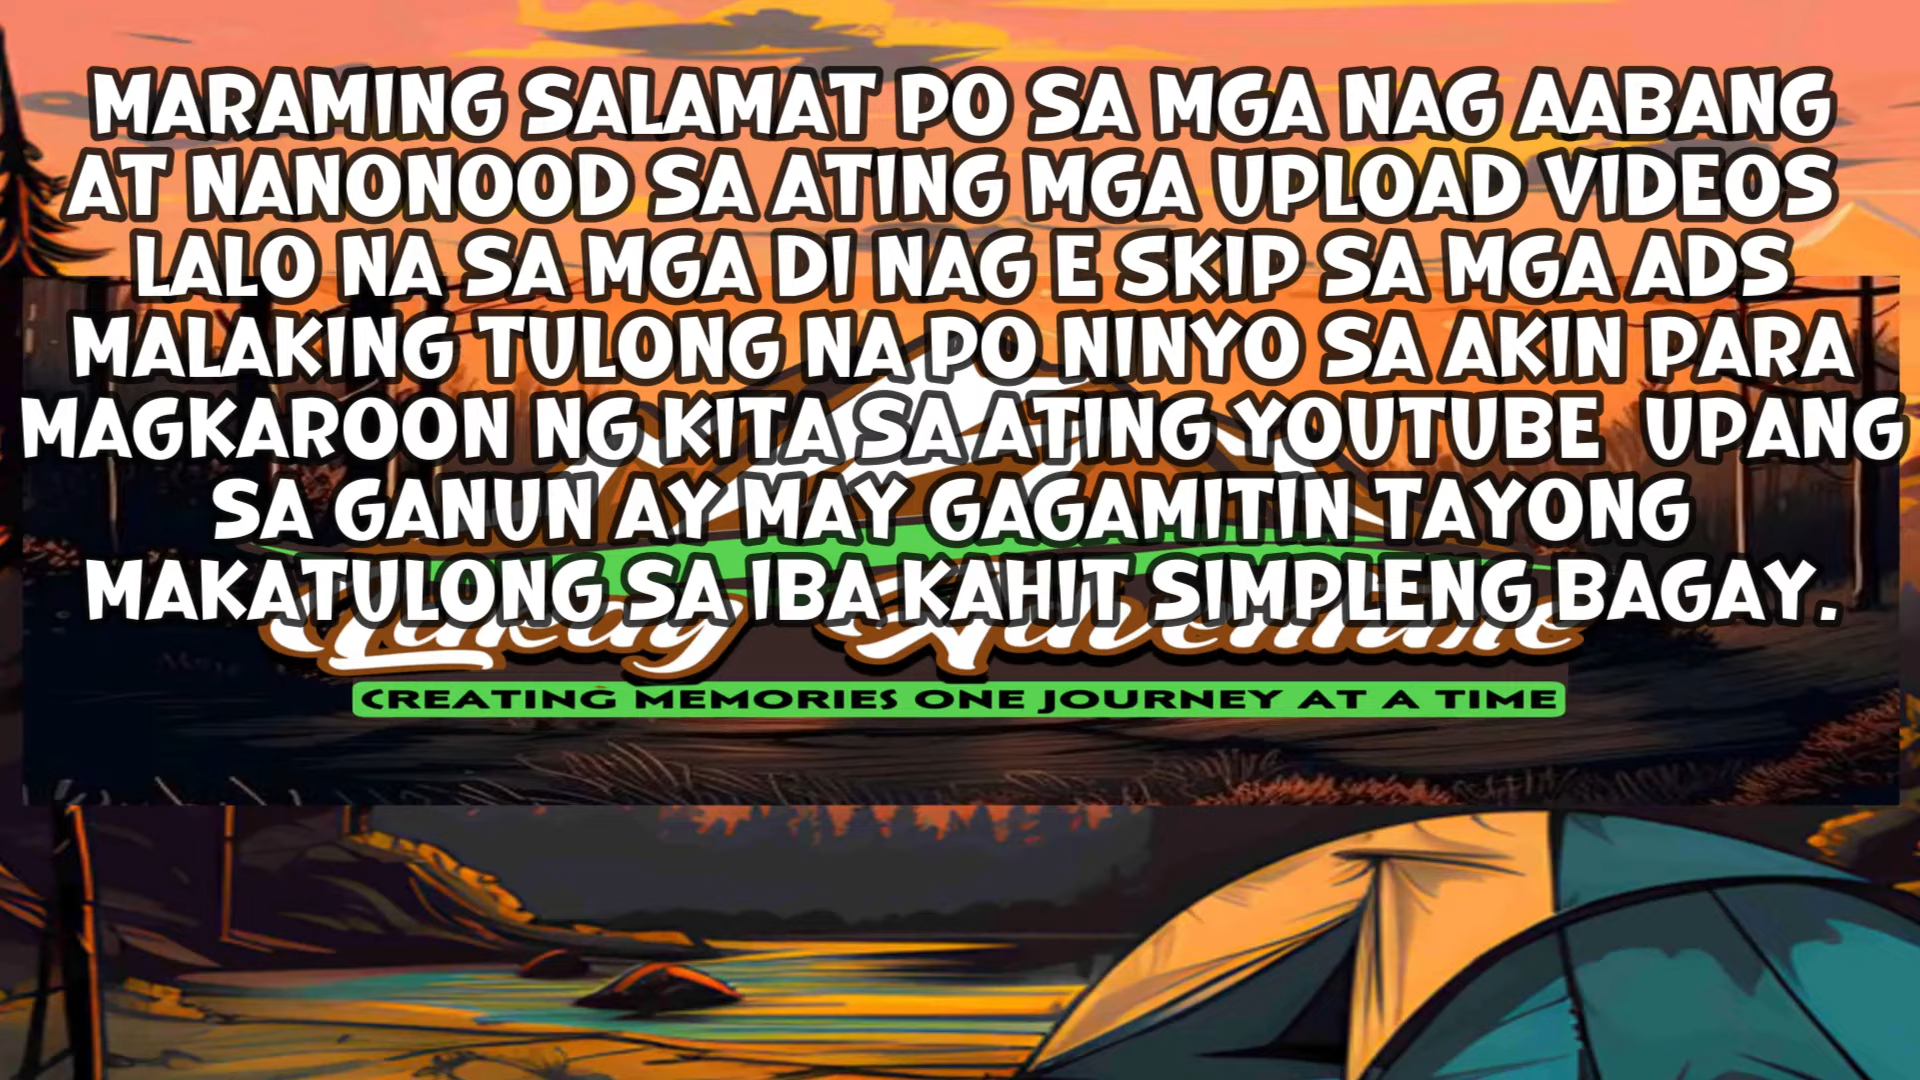 MARAMING SALAMAT PO SA MGA NAG AABANG
AT NANONOOD SA ATING MGA UPLOAD VIDEOS
LALO NA SA MGA DI NAG E SKIP SA MGA ADS
MALAKING TULONG NA PO NINYO SA AKIN PARA
MAGKAROON NG KITA SA ATING YOUTUBE UPANG
SA GANUN AY MAY GAGAMITIN TAYONG
MAKATULONG SA IBA KAHIT SIMPLENG BAGAY.
Adventure
CREATING MEMORIES ONE JOURNEY AT A TIME